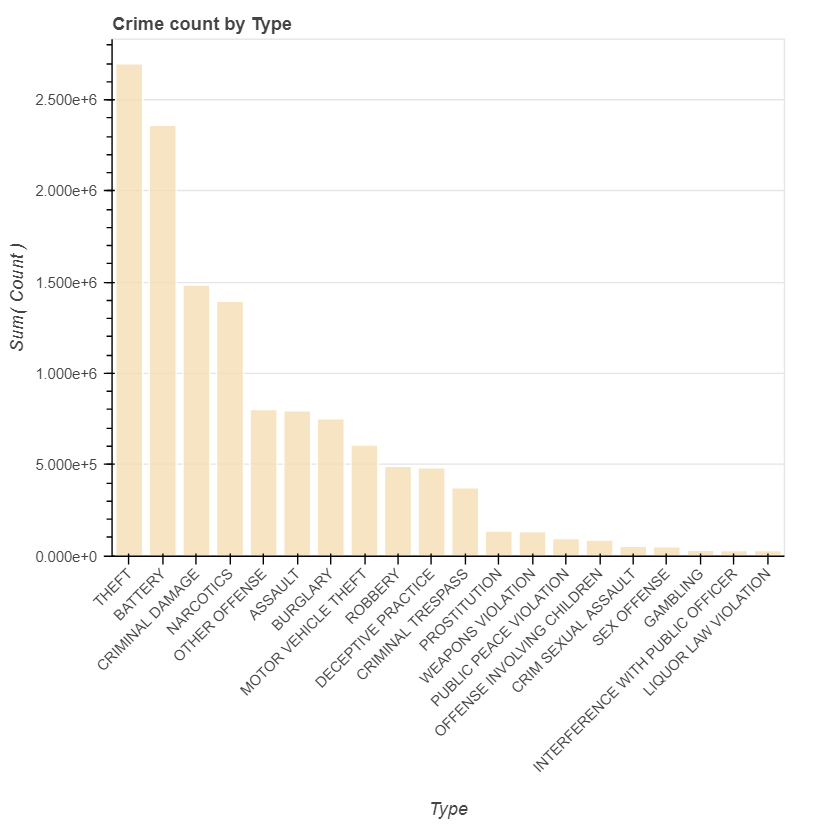 Crime count by Type
2.500e+6
2.000e+6
1.500e+6
1.000e+6
5.000e+5
0.000e+0
Sum( Count )
THEFT
BATTERY
CRIMINAL DAMAGE
NARCOTICS
OTHER OFFENSE
ASSAULT
BURGLARY
MOTOR VEHICLE THEFT
ROBBERY
DECEPTIVE PRACTICE
CRIMINAL TRESPASS
PROSTITUTION
WEAPONS VIOLATION
PUBLIC PEACE VIOLATION
OFFENSE INVOLVING CHILDREN
CRIM SEXUAL ASSAULT
SEX OFFENSE
GAMBLING
INTERFERENCE WITH PUBLIC OFFICER
LIQUOR LAW VIOLATION
Type